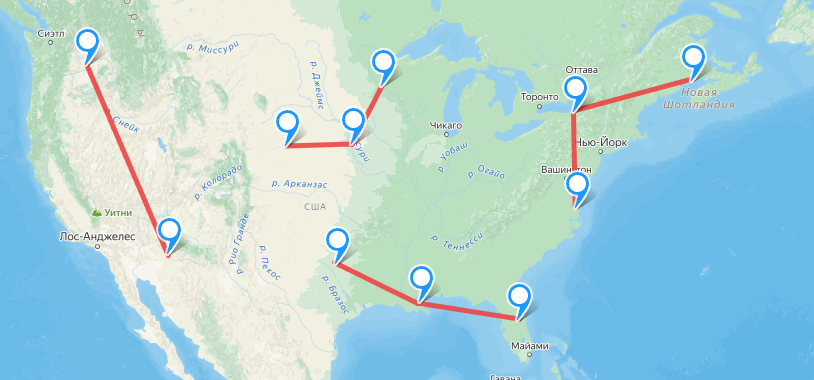 Сиэтл
р. Миссури
р. Джеймс
Оттава
Новая
Шотландия
Торонто
Чикаго
Снейк
сури
р. Уобаш
Нью-Йорк
р. Огайо
Вашингтон
р. Колорадо
р. Арканзас
США
Уитни
Лос-Анджелес
р. Рио-Гранде
р. Пекос
р. Теннесси
р. Бразос
Майами
Гавана